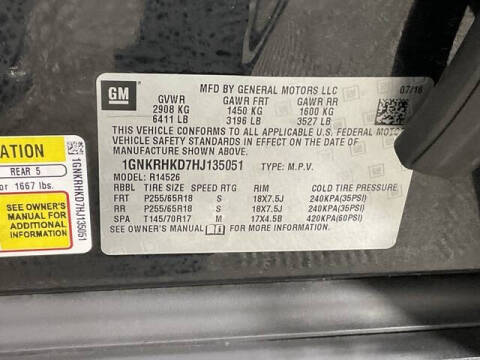 GM
MFD BY GENERAL MOTORS LLC
07/16
GVWR GAWR FRT GAWR RR
2908 KG 1450 KG 1600 KG
6411 LB 3196 LB 3527 LB
THIS VEHICLE CONFORMS TO ALL APPLICABLE U.S. FEDERAL MOTOR
VEHICLE SAFETY STANDARDS IN EFFECT ON THE DATE OF
MANUFACTURE SHOWN ABOVE.
1GNKRHKD7HJ135051 TYPE: M.P.V.
MODEL: R14526
RBBL TIRE SIZE SPEED RTG RIM COLD TIRE PRESSURE
FRT P255/65R18 S 18X7.5J 240KPA(35PSI)
RR P255/65R18 S 18X7.5J 240KPA(35PSI)
SPA T145/70R17 M 17X4.5B 420KPA(60PSI)
SEE OWNER'S MANUAL FOR MORE INFORMATION.
ATION
REAR 5
or 1667 lbs.
SEE OWNER'S
MANUAL FOR
ADDITIONAL
INFORMATION
1GNKRHKD7HJ135051